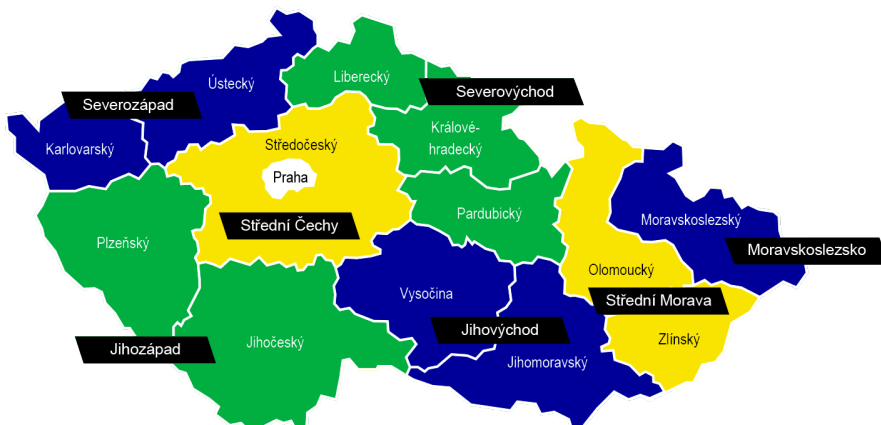 Ústecký
Liberecký
Severozápad
Severovýchod
Karlovarský
Středočeský
Králové-
hradecký
Praha
Plzeňský
Střední Čechy
Pardubický
Moravskoslezský
Moravskoslezsko
Olomoucký
Vysočina
Střední Morava
Jihozápad
Jihočeský
Jihovýchod
Zlínský
Jihomoravský